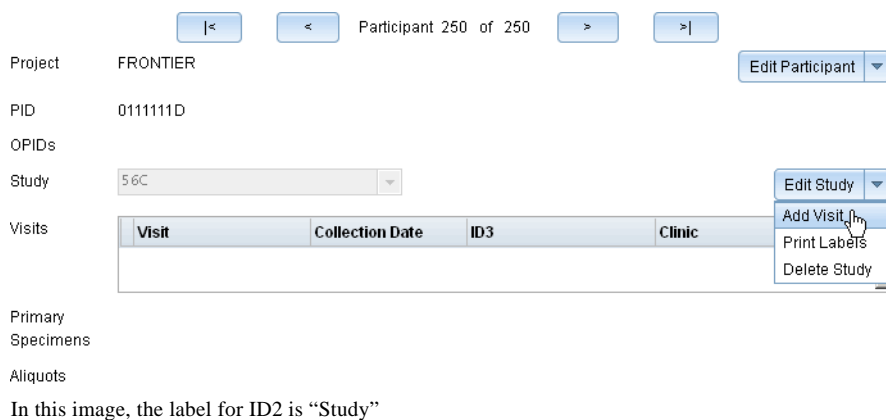 |< < Participant 250 of 250 > >|
Project FRONTIER Edit Participant
PID 0111111D
OPIDs
Study 56C Edit Study
Add Visit
Visits Visit Collection Date ID3 Clinic
Print Labels
Delete Study
Primary
Specimens
Aliquots
In this image, the label for ID2 is “Study”